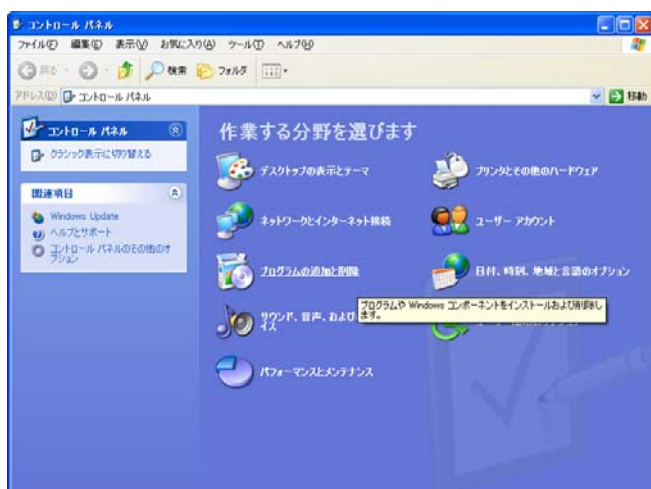 コントロール パネル
ファイル(F) 編集(E) 表示(V) お気に入り(A) ツール(T) ヘルプ(H)
戻る 検索 フォルダ
アドレス(D) コントロール パネル 移動
コントロール パネル
クラシック表示に切り替える
関連項目
Windows Update
ヘルプとサポート
コントロール パネルのその他のオ
プション
作業する分野を選びます
デスクトップの表示とテーマ
プリンタとその他のハードウェア
ネットワークとインターネット接続
ユーザー アカウント
プログラムの追加と削除
日付、時刻、地域と言語のオプション
プログラムや Windows コンポーネントをインストールおよび削除し
ます。
サウンド、音声、および
イス
パフォーマンスとメンテナンス